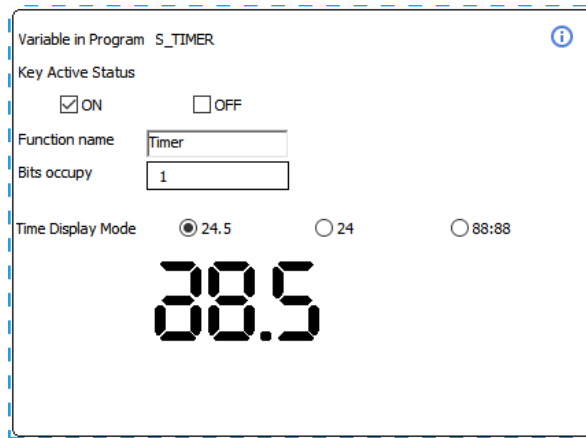 Variable in Program S_TIMER
Key Active Status
ON OFF
Function name Timer
Bits occupy 1
Time Display Mode 24.5 24 88:88
28.5